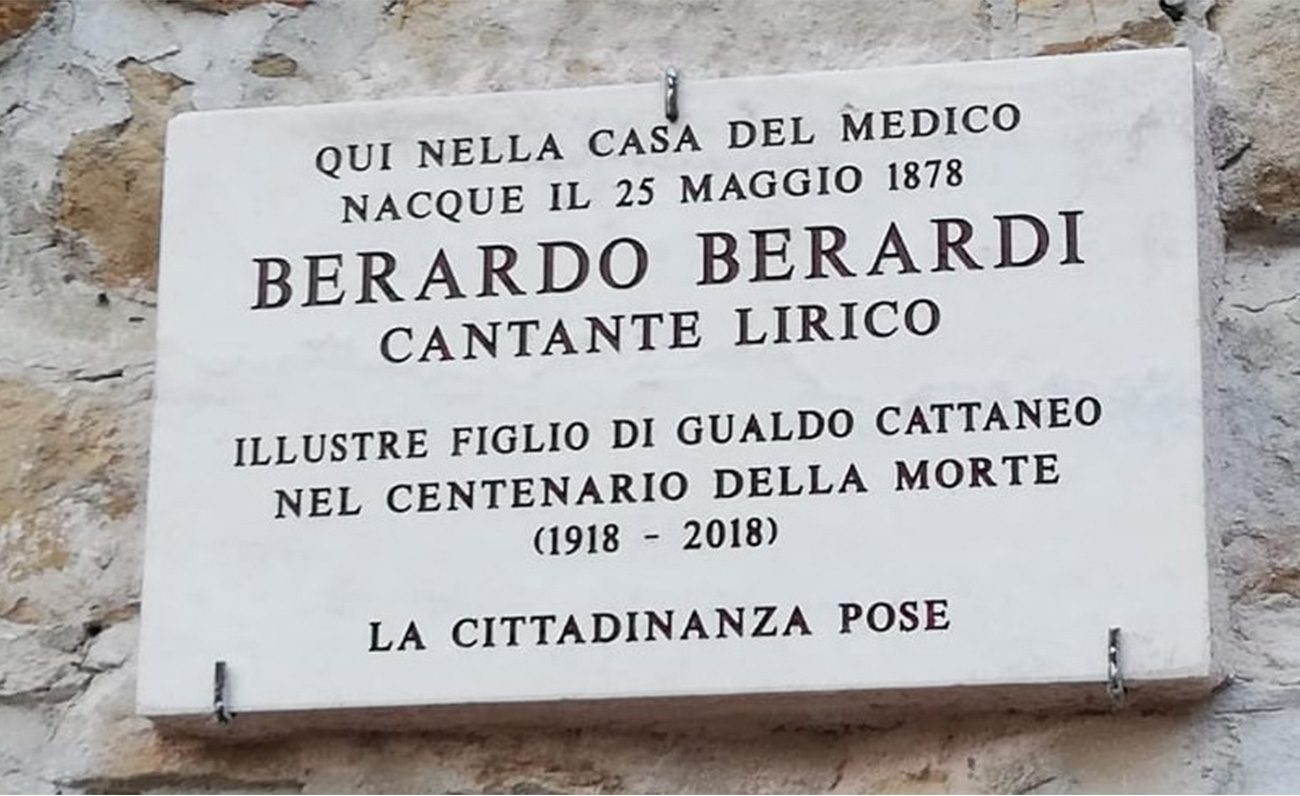 QUI NELLA CASA DEL MEDICO
NACQUE IL 25 MAGGIO 1878
BERARDO BERARDI
CANTANTE LIRICO
ILLUSTRE FIGLIO DI GUALDO CATTANEO
NEL CENTENARIO DELLA MORTE
(1918 - 2018)
LA CITTADINANZA POSE